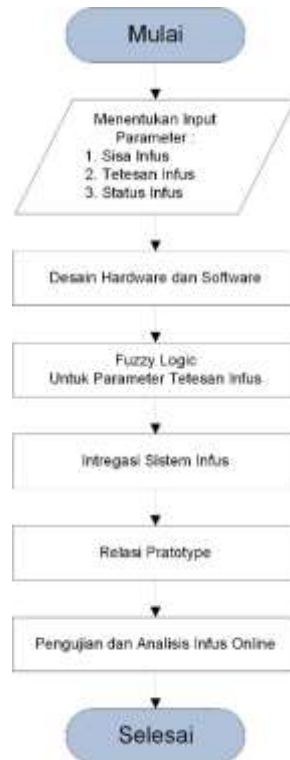 Mulai
Menentukan Input
Parameter :
1. Sisa Infus
2. Tetesan Infus
3. Status Infus
Desain Hardware dan Software
Fuzzy Logic
Untuk Parameter Tetesan Infus
Intregasi Sistem Infus
Relasi Pratotype
Pengujian dan Analisis Infus Online
Selesai